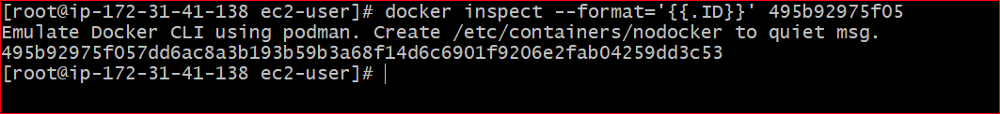 [root@ip-172-31-41-138 ec2-user]# docker inspect --format='{{.ID}}' 495b92975f05
Emulate Docker CLI using podman. Create /etc/containers/nodocker to quiet msg.
495b92975f057dd6ac8a3b193b59b3a68f14d6c6901f9206e2fab04259dd3c53
[root@ip-172-31-41-138 ec2-user]#